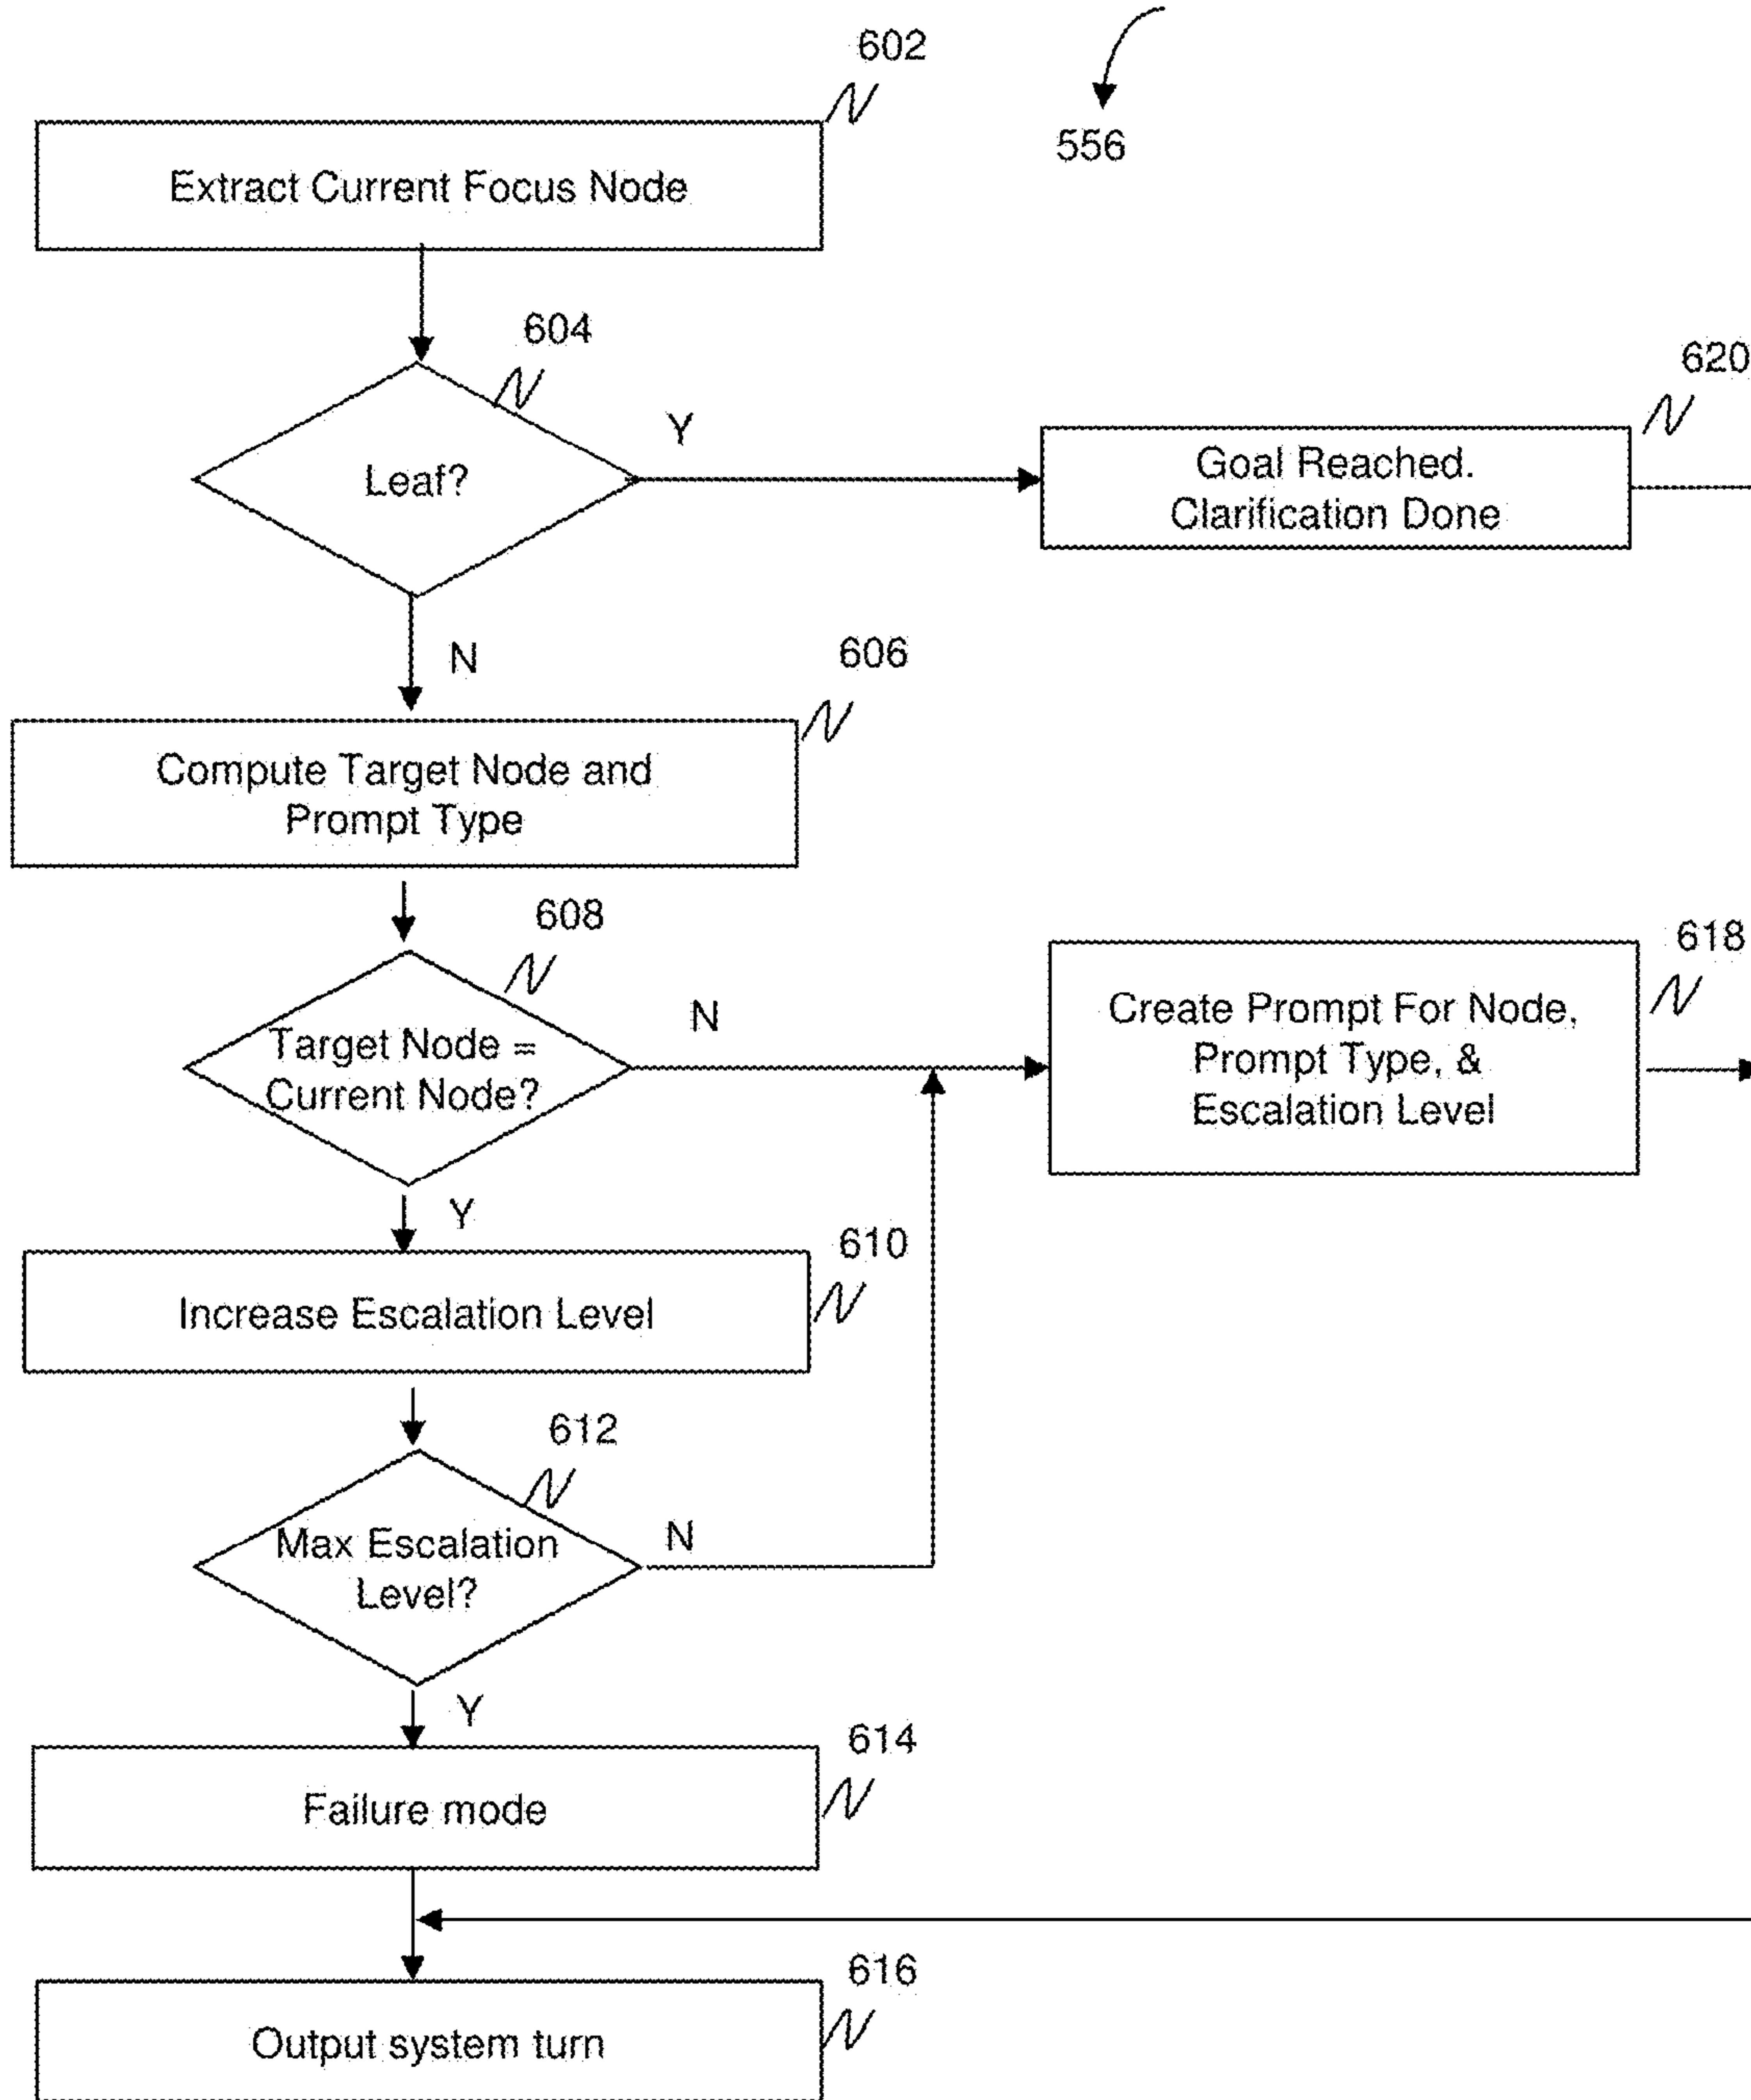 602
556
Extract Current Focus Node
604
620
Y
Leaf?
Goal Reached.
Clarification Done
N
606
Compute Target Node and
Prompt Type
608
618
N
Create Prompt For Node,
Target Node =
Current Node?
Prompt Type, &
Escalation Level
Y
610
Increase Escalation Level
612
N
Max Escalation
Level?
Y
614
Failure mode
616
Output system turn